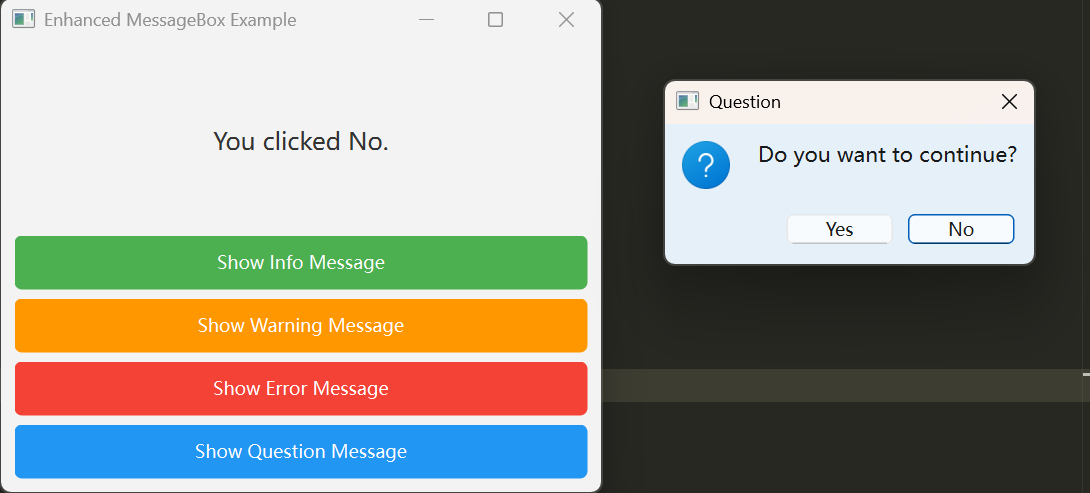 Enhanced MessageBox Example
You clicked No.
Show Info Message
Show Warning Message
Show Error Message
Show Question Message
Question
?
Do you want to continue?
Yes
No